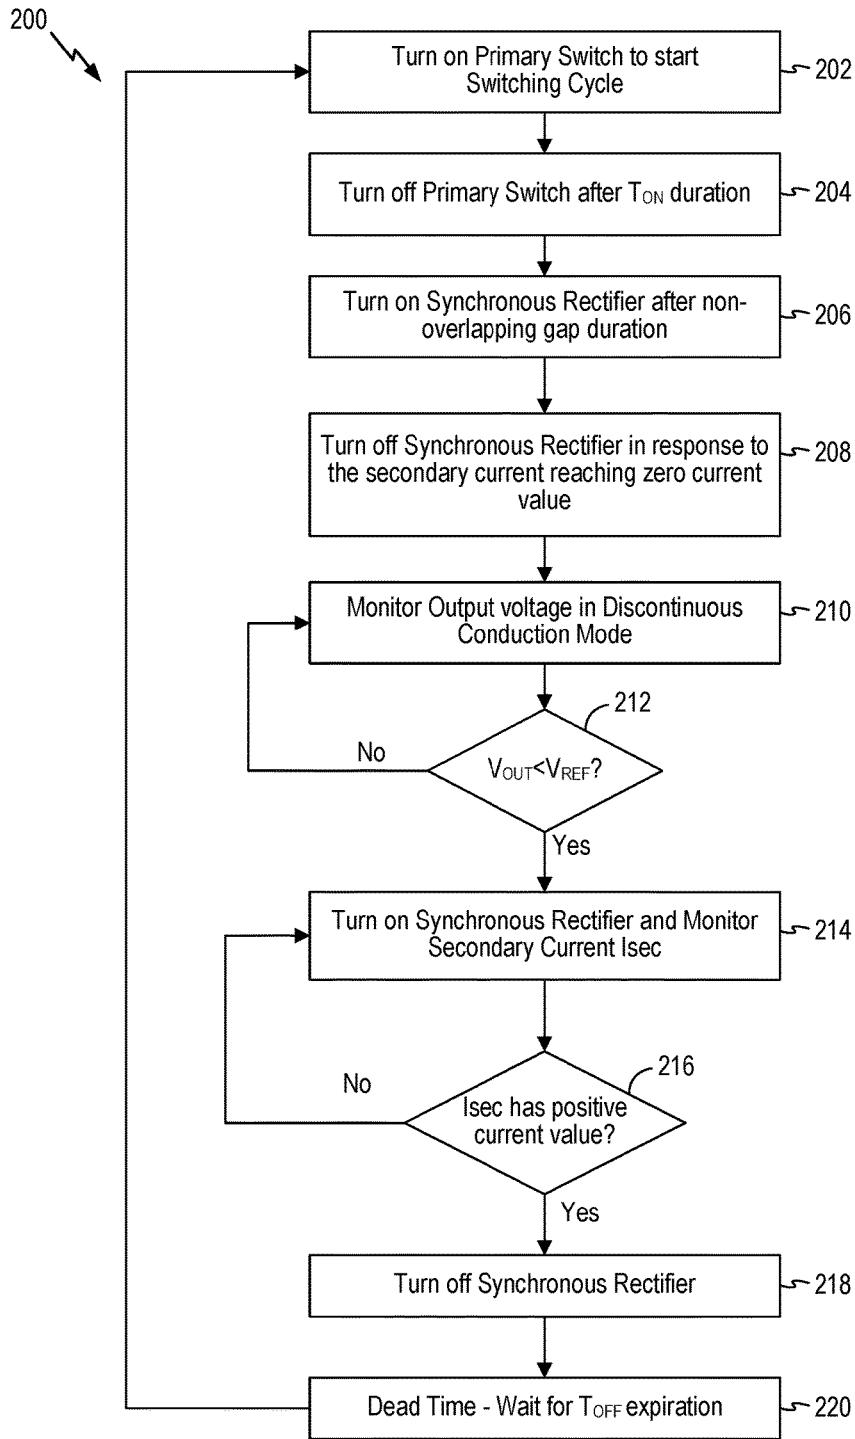 200
Turn on Primary Switch to start
Switching Cycle
202
Turn off Primary Switch after TON duration
204
Turn on Synchronous Rectifier after non-
overlapping gap duration
206
Turn off Synchronous Rectifier in response to
the secondary current reaching zero current
value
208
Monitor Output voltage in Discontinuous
Conduction Mode
210
212
No
VOUT<VREF?
Yes
Turn on Synchronous Rectifier and Monitor
Secondary Current Isec
214
216
No
Isec has positive
current value?
Yes
Turn off Synchronous Rectifier
218
Dead Time - Wait for TOFF expiration
220